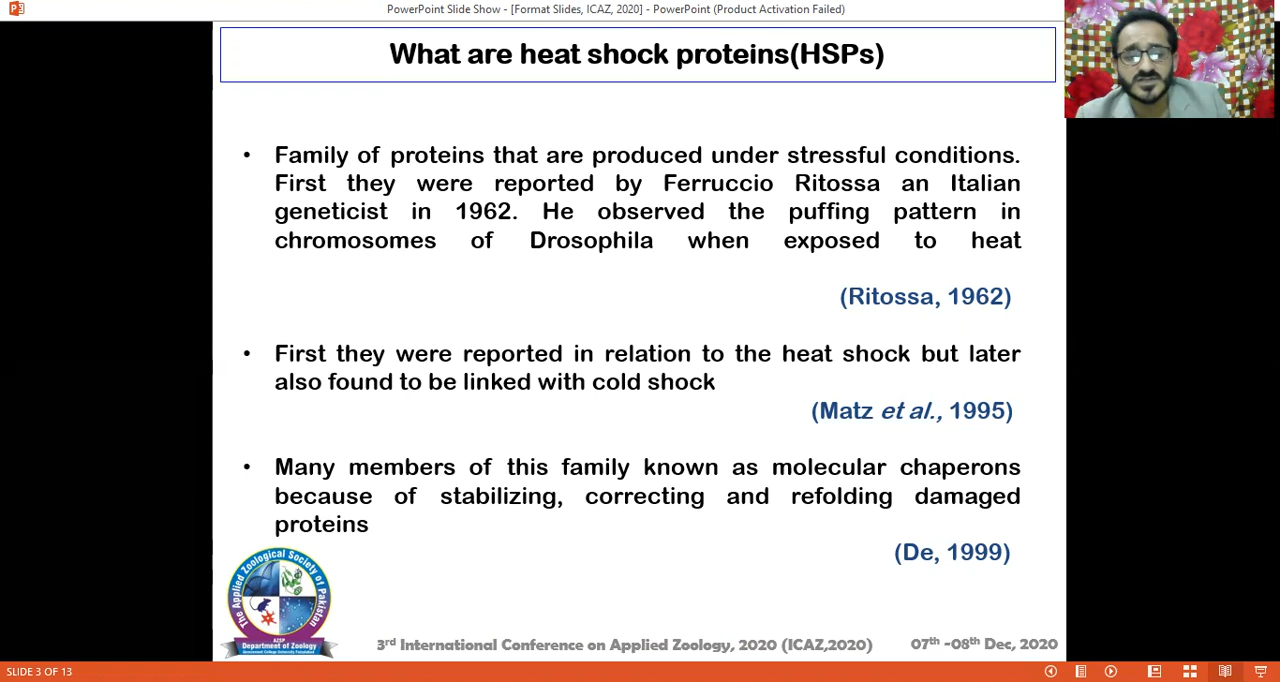 PowerPoint Slide Show - [Format Slides, ICAZ, 2020] - PowerPoint (Product Activation Failed)
What are heat shock proteins(HSPs)
• Family of proteins that are produced under stressful conditions.
First they were reported by Ferruccio Ritossa an Italian
geneticist in 1962. He observed the puffing pattern in
chromosomes of Drosophila when exposed to heat
(Ritossa, 1962)
• First they were reported in relation to the heat shock but later
also found to be linked with cold shock
(Matz et al., 1995)
• Many members of this family known as molecular chaperons
because of stabilizing, correcting and refolding damaged
proteins
(De, 1999)
The Applied Zoological Society of Pakistan
AZSP
Department of Zoology
Government College University Faisalabad
3rd International Conference on Applied Zoology, 2020 (ICAZ,2020)
07th -08th Dec, 2020
SLIDE 3 OF 13